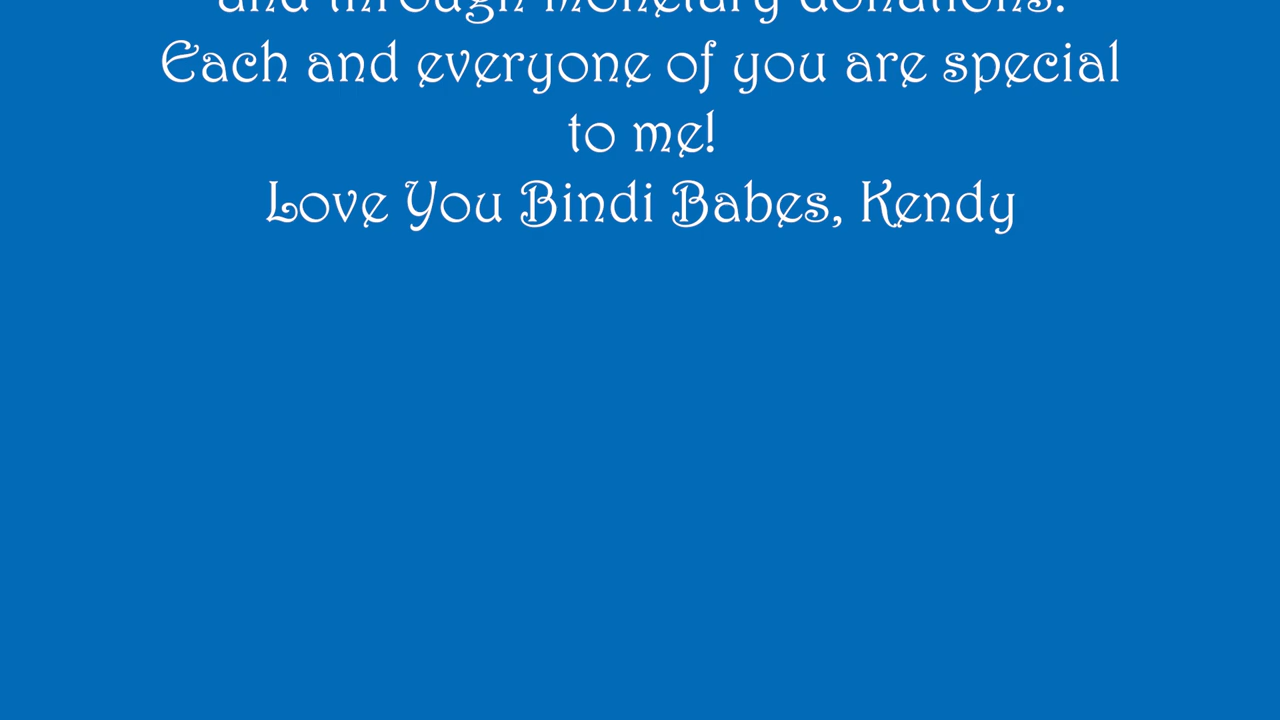 and through monetary donations.
Each and everyone of you are special
to me!
Love You Bindi Babes, Kendy